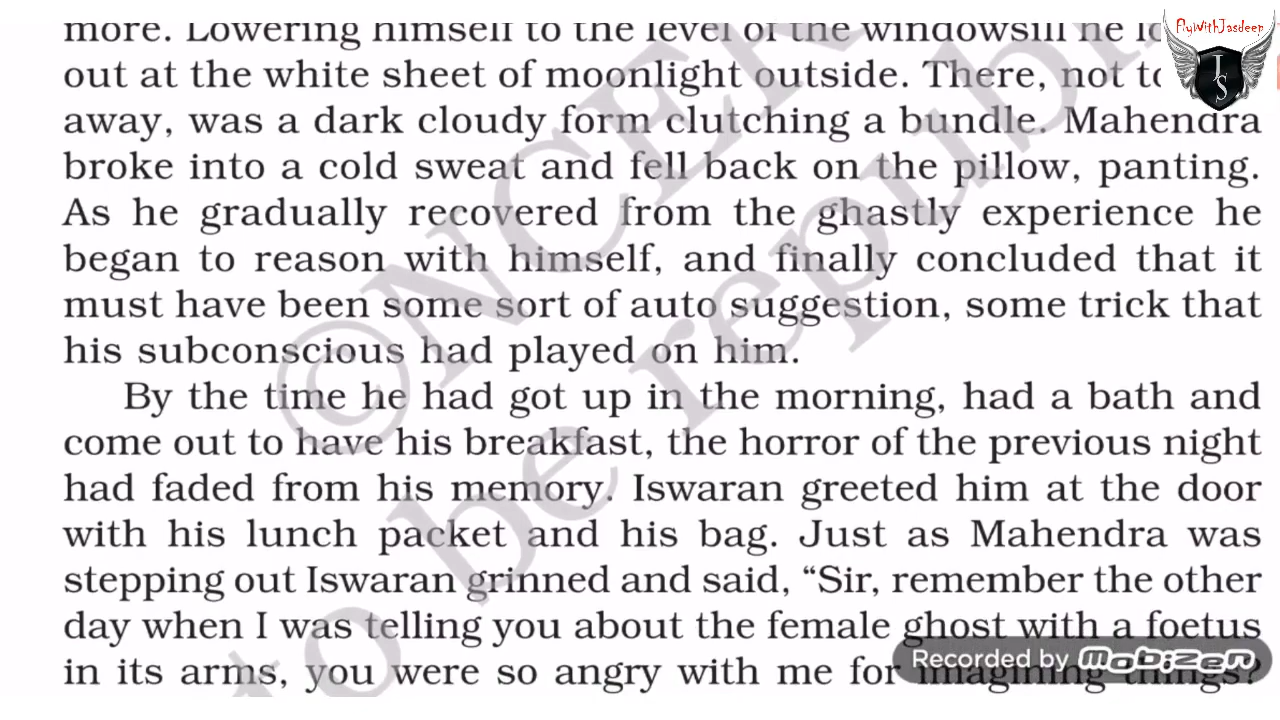 more. Lowering himself to the level of the windowsill he
out at the white sheet of moonlight outside. There, not
away, was a dark cloudy form clutching a bundle. Mahendra
broke into a cold sweat and fell back on the pillow, panting.
As he gradually recovered from the ghastly experience he
began to reason with himself, and finally concluded that it
must have been some sort of auto suggestion, some trick that
his subconscious had played on him.
By the time he had got up in the morning, had a bath and
come out to have his breakfast, the horror of the previous night
had faded from his memory. Iswaran greeted him at the door
with his lunch packet and his bag. Just as Mahendra was
stepping out Iswaran grinned and said, “Sir, remember the other
day when I was telling you about the female ghost with a foetus
in its arms, you were so angry with me for imagining things?
FlyWithJasdeep
J S
©NCERT
to be republi
Recorded by Mobizen